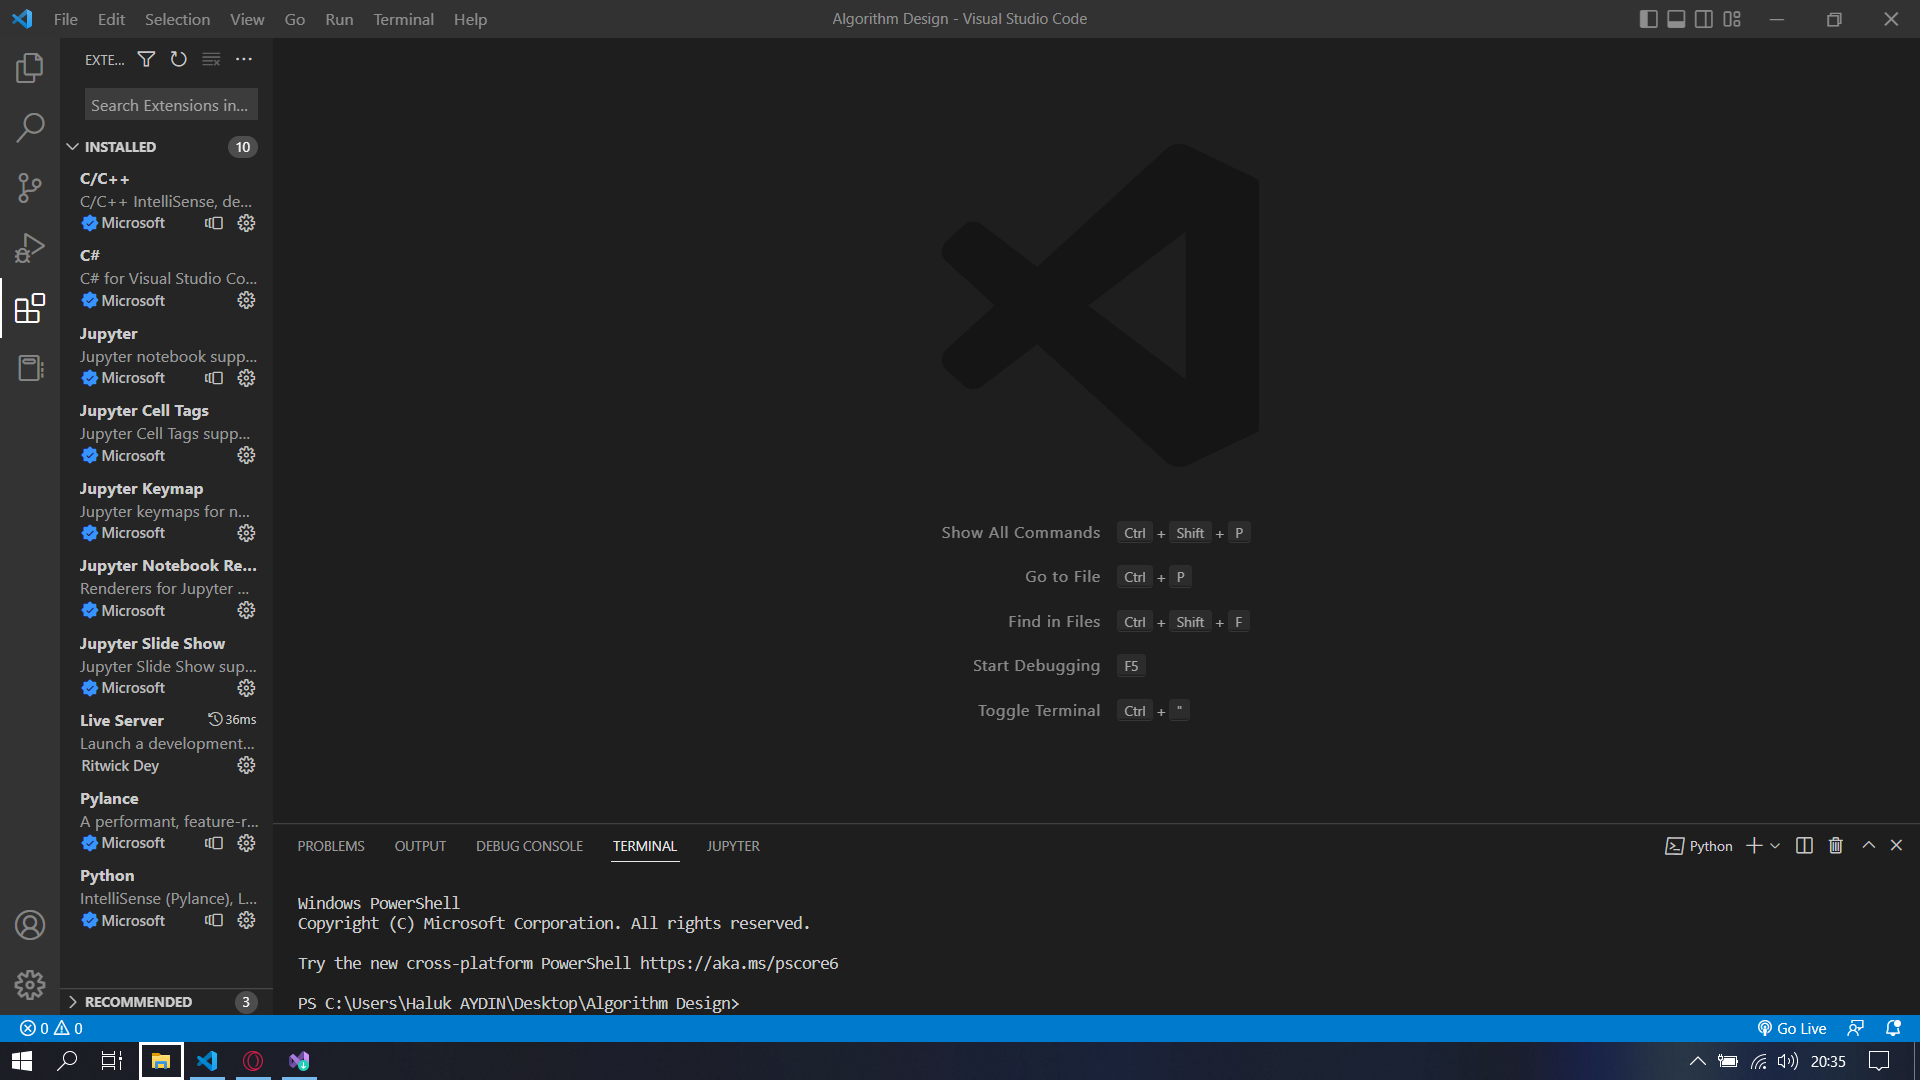 File Edit Selection View Go Run Terminal Help
Algorithm Design - Visual Studio Code
EXTE...
Search Extensions in...
INSTALLED 10
C/C++
C/C++ IntelliSense, de...
Microsoft
C#
C# for Visual Studio Co...
Microsoft
Jupyter
Jupyter notebook supp...
Microsoft
Jupyter Cell Tags
Jupyter Cell Tags supp...
Microsoft
Jupyter Keymap
Jupyter keymaps for n...
Microsoft
Jupyter Notebook Re...
Renderers for Jupyter ...
Microsoft
Jupyter Slide Show
Jupyter Slide Show sup...
Microsoft
Live Server 36ms
Launch a development...
Ritwick Dey
Pylance
A performant, feature-r...
Microsoft
Python
IntelliSense (Pylance), L...
Microsoft
RECOMMENDED 3
Show All Commands Ctrl + Shift + P
Go to File Ctrl + P
Find in Files Ctrl + Shift + F
Start Debugging F5
Toggle Terminal Ctrl + "
PROBLEMS OUTPUT DEBUG CONSOLE TERMINAL JUPYTER
Python
Windows PowerShell
Copyright (C) Microsoft Corporation. All rights reserved.
Try the new cross-platform PowerShell https://aka.ms/pscore6
PS C:\Users\Haluk AYDIN\Desktop\Algorithm Design>
0 0
Go Live
20:35